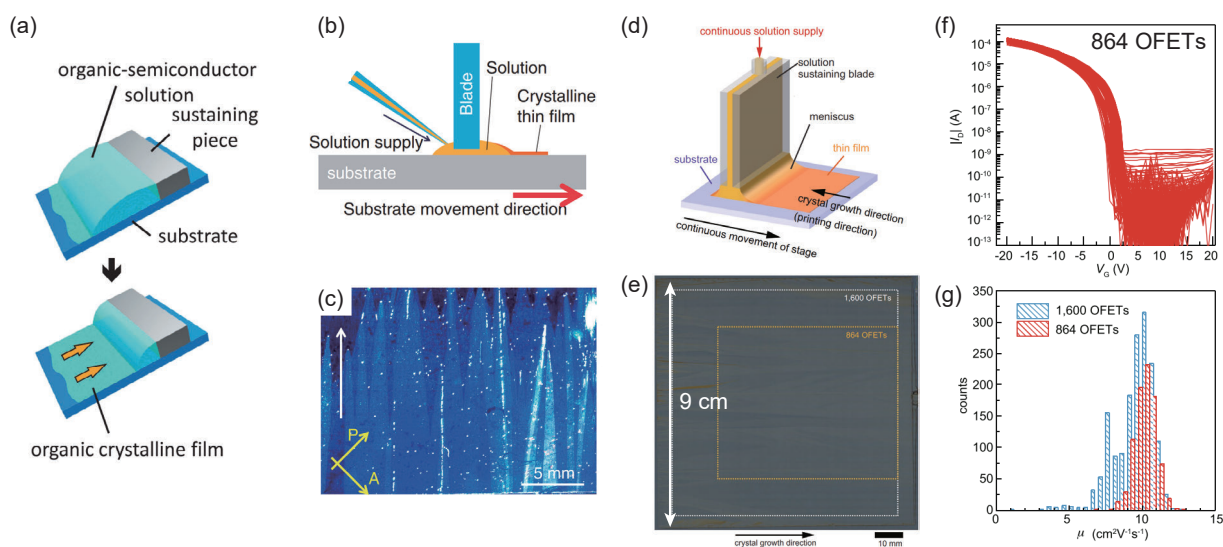 (a)
organic-semiconductor
solution
sustaining
piece
substrate
organic crystalline film
(b)
Blade
Solution
Crystalline
thin film
Solution supply
substrate
Substrate movement direction
(c)
P
A
5 mm
(d)
continuous solution supply
solution
sustaining blade
meniscus
substrate
thin film
crystal growth direction
(printing direction)
continuous movement of stage
(e)
1,600 OFETs
864 OFETs
9 cm
crystal growth direction
10 mm
(f)
864 OFETs
10⁻⁴
10⁻⁵
10⁻⁶
10⁻⁷
10⁻⁸
10⁻⁹
10⁻¹⁰
10⁻¹¹
10⁻¹²
10⁻¹³
|I_D| (A)
-20 -15 -10 -5 0 5 10 15 20
V_G (V)
(g)
1,600 OFETs
864 OFETs
350
300
250
200
150
100
50
0
counts
0 5 10 15
μ (cm²V⁻¹s⁻¹)